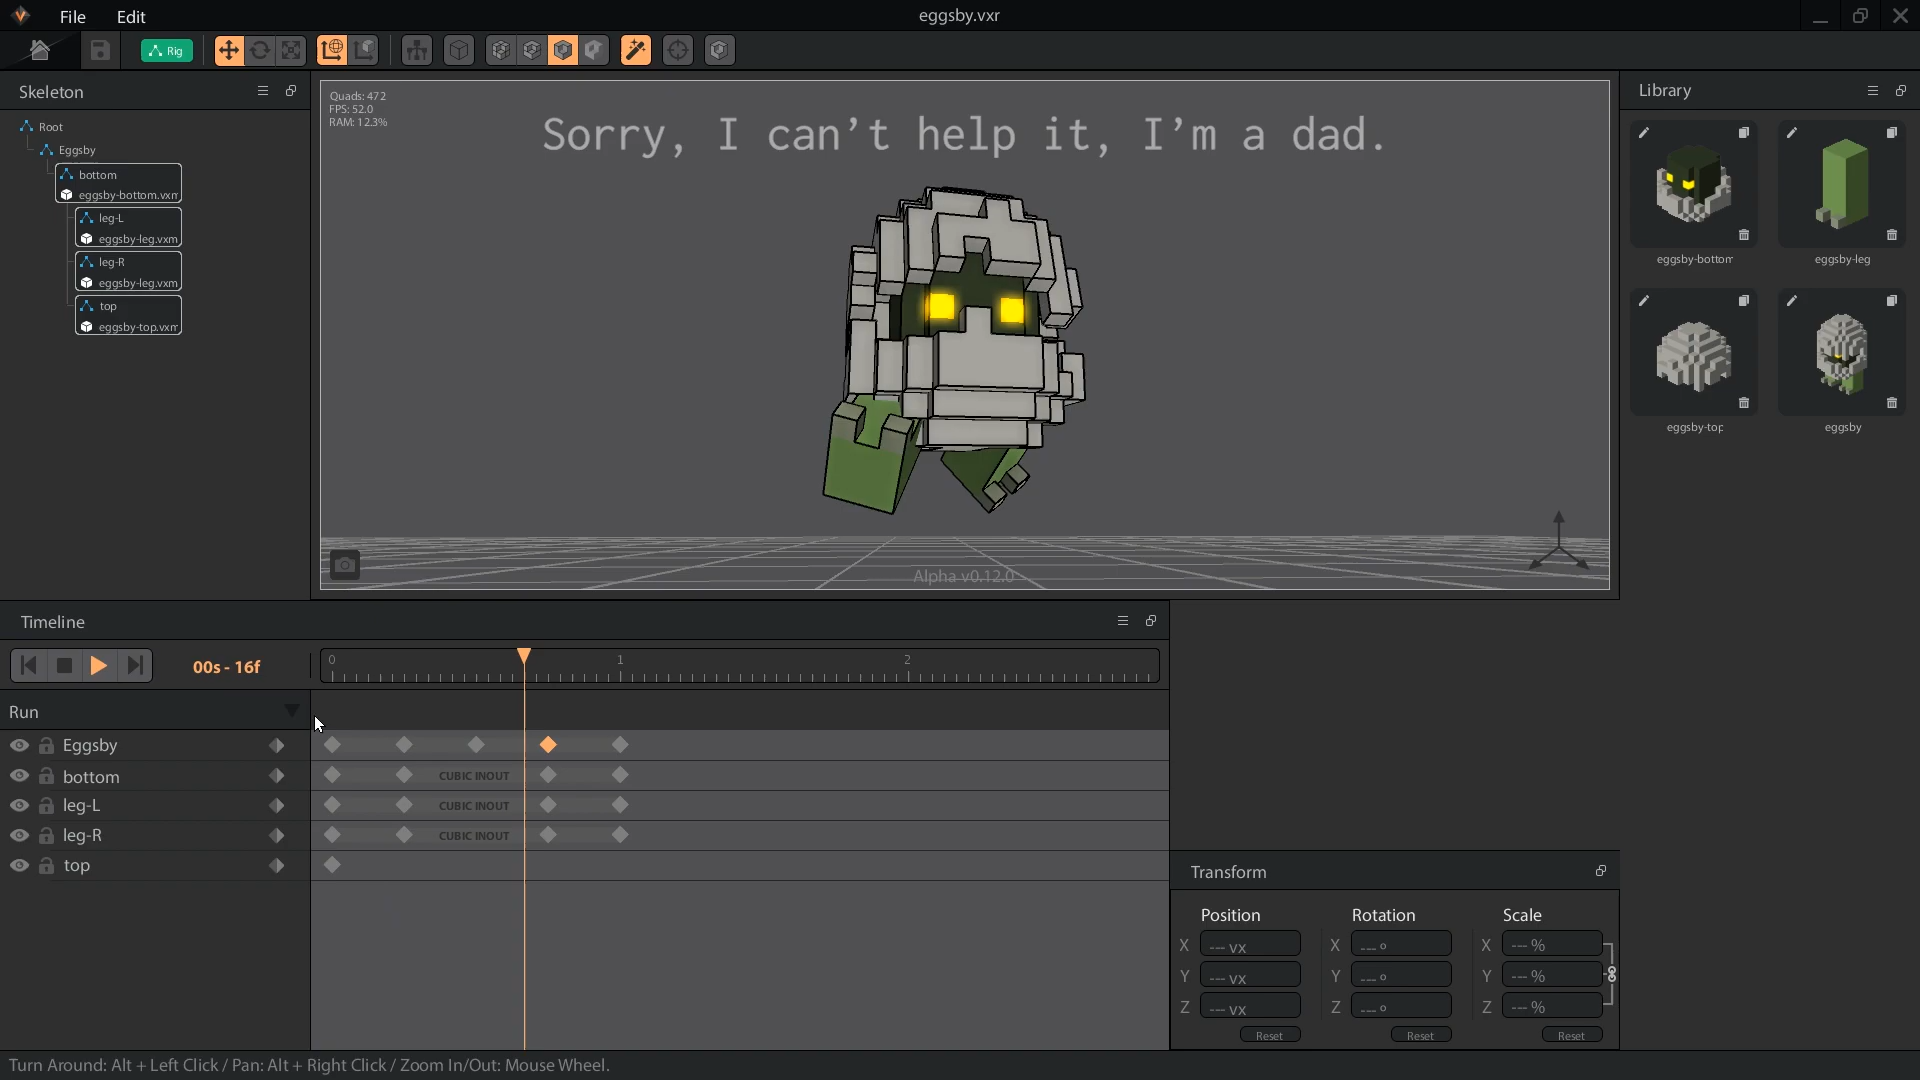 File Edit eggsby.vxr
Rig
Skeleton
Root
Eggsby
bottom
eggsby-bottom.vxm
leg-L
eggsby-leg.vxm
leg-R
eggsby-leg.vxm
top
eggsby-top.vxm
Quads: 472
FPS: 52.0
RAM: 12.3%
Sorry, I can't help it, I'm a dad.
Alpha v0.12.0
Library
eggsby-bottom eggsby-leg
eggsby-top eggsby
Timeline
00s - 16f 0 1 2
Run
Eggsby
bottom CUBIC INOUT
leg-L CUBIC INOUT
leg-R CUBIC INOUT
top
Transform
Position Rotation Scale
X --- vx X --- º X --- %
Y --- vx Y --- º Y --- %
Z --- vx Z --- º Z --- %
Reset Reset Reset
Turn Around: Alt + Left Click / Pan: Alt + Right Click / Zoom In/Out: Mouse Wheel.